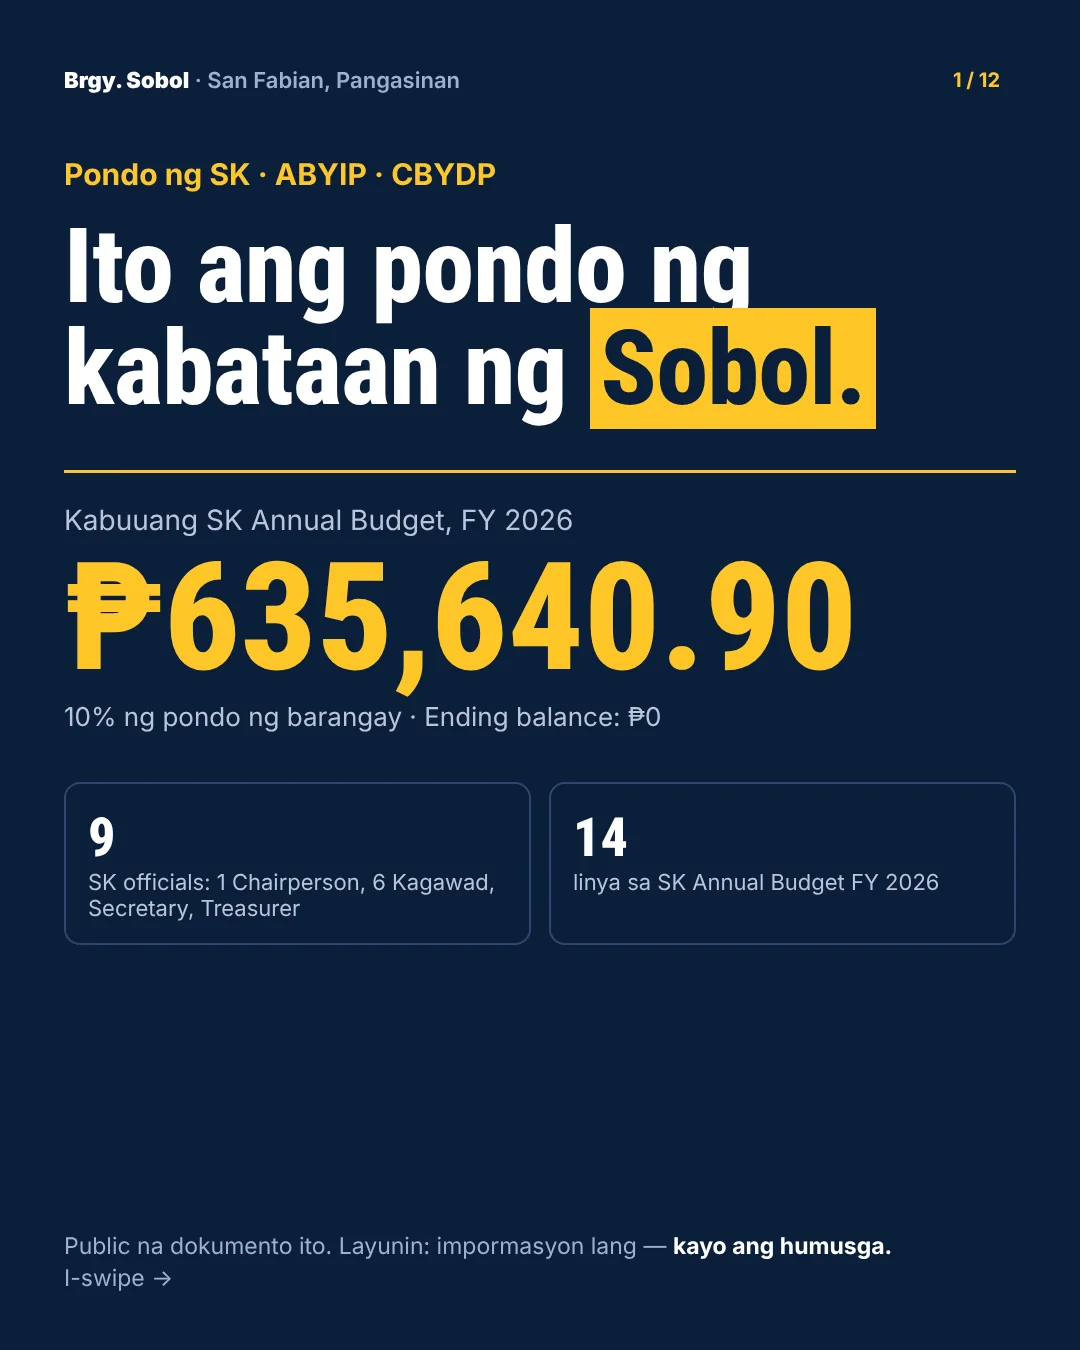 Brgy. Sobol · San Fabian, Pangasinan
1 / 12
Pondo ng SK · ABYIP · CBYDP
Ito ang pondo ng
kabataan ng Sobol.
Kabuuang SK Annual Budget, FY 2026
₱635,640.90
10% ng pondo ng barangay · Ending balance: ₱0
9
SK officials: 1 Chairperson, 6 Kagawad,
Secretary, Treasurer
14
linya sa SK Annual Budget FY 2026
Public na dokumento ito. Layunin: impormasyon lang — kayo ang humusga.
I-swipe →